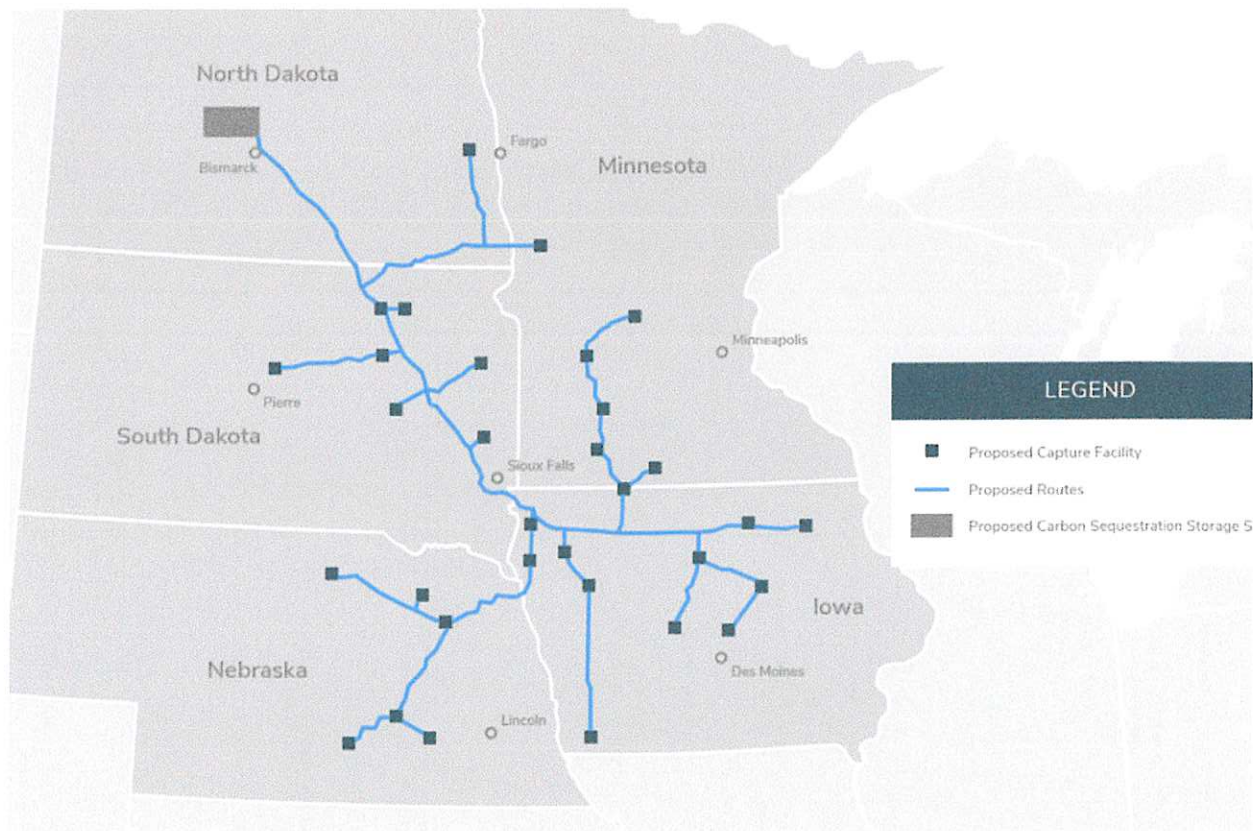 North Dakota
Fargo
Bismarck
Minnesota
Minneapolis
Pierre
South Dakota
Sioux Falls
LEGEND
Proposed Capture Facility
Proposed Routes
Proposed Carbon Sequestration Storage S
Iowa
Nebraska
Des Moines
Lincoln